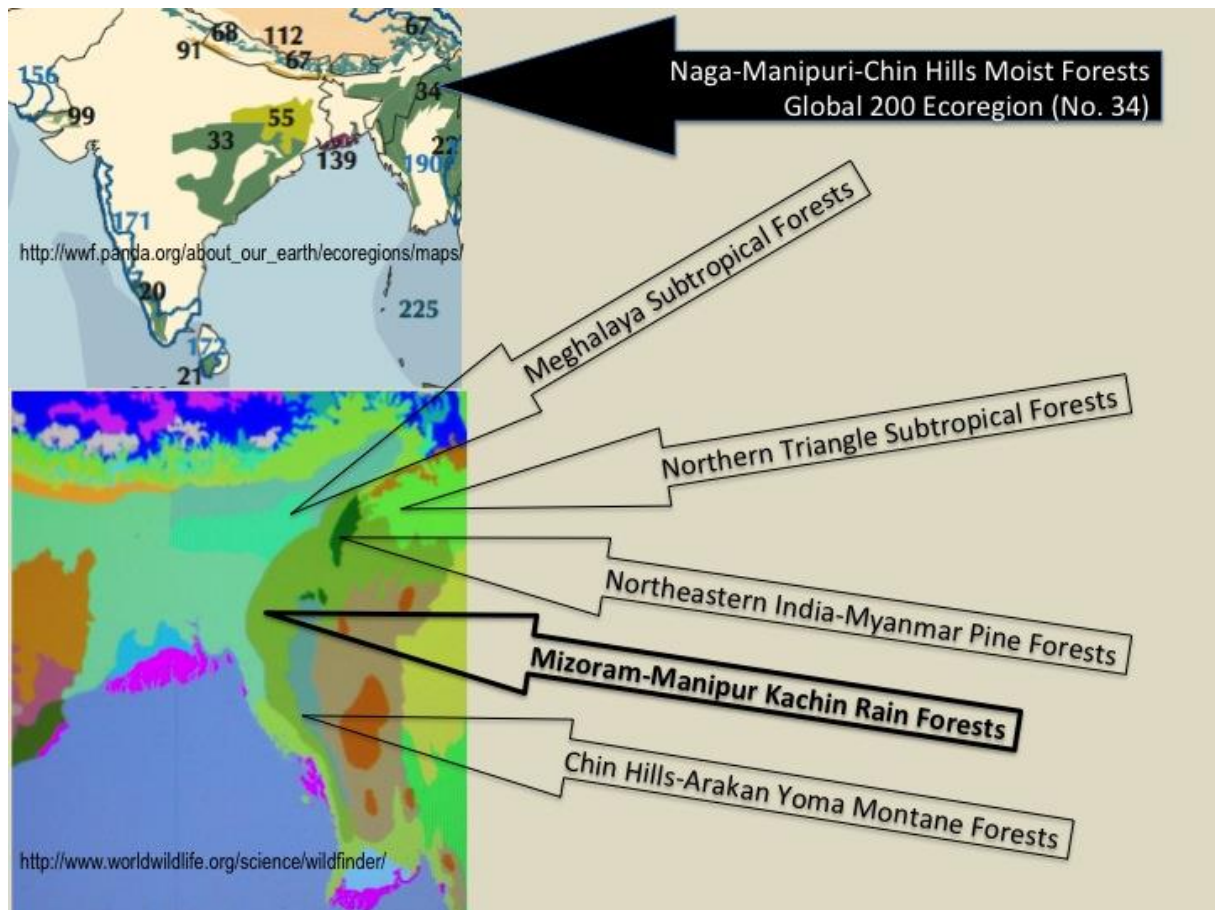 68
112
67
91
67
156
34
99
55
33
139
190
171
http://wwf.panda.org/about_our_earth/ecoregions/maps/
20
225
172
21
Naga-Manipuri-Chin Hills Moist Forests
Global 200 Ecoregion (No. 34)
Meghalaya Subtropical Forests
Northern Triangle Subtropical Forests
Northeastern India-Myanmar Pine Forests
Mizoram-Manipur Kachin Rain Forests
Chin Hills-Arakan Yoma Montane Forests
http://www.worldwildlife.org/science/wildfinder/